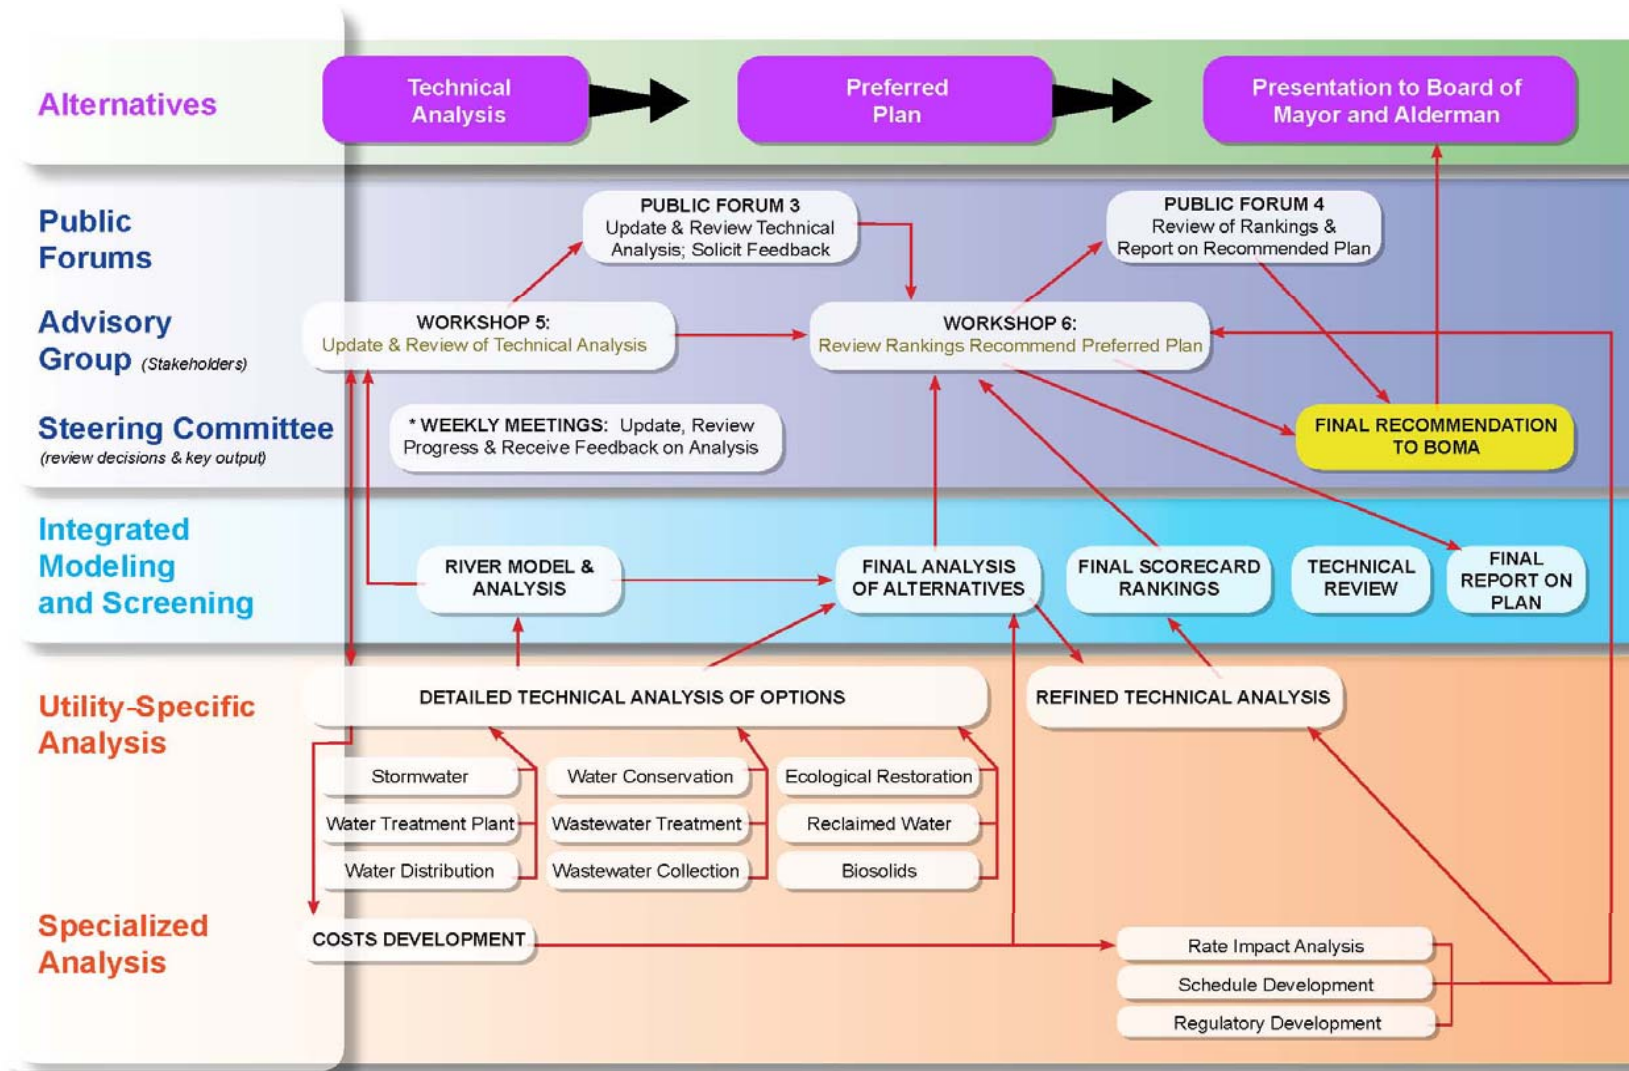 Alternatives
Technical
Analysis
Preferred
Plan
Presentation to Board of
Mayor and Alderman
Public
Forums
PUBLIC FORUM 3
Update & Review Technical
Analysis; Solicit Feedback
PUBLIC FORUM 4
Review of Rankings &
Report on Recommended Plan
Advisory
Group (Stakeholders)
WORKSHOP 5:
Update & Review of Technical Analysis
WORKSHOP 6:
Review Rankings Recommend Preferred Plan
Steering Committee
(review decisions & key output)
* WEEKLY MEETINGS: Update, Review
Progress & Receive Feedback on Analysis
FINAL RECOMMENDATION
TO BOMA
Integrated
Modeling
and Screening
RIVER MODEL &
ANALYSIS
FINAL ANALYSIS
OF ALTERNATIVES
FINAL SCORECARD
RANKINGS
TECHNICAL
REVIEW
FINAL
REPORT ON
PLAN
Utility-Specific
Analysis
DETAILED TECHNICAL ANALYSIS OF OPTIONS
REFINED TECHNICAL ANALYSIS
Stormwater
Water Treatment Plant
Water Distribution
Water Conservation
Wastewater Treatment
Wastewater Collection
Ecological Restoration
Reclaimed Water
Biosolids
Specialized
Analysis
COSTS DEVELOPMENT
Rate Impact Analysis
Schedule Development
Regulatory Development